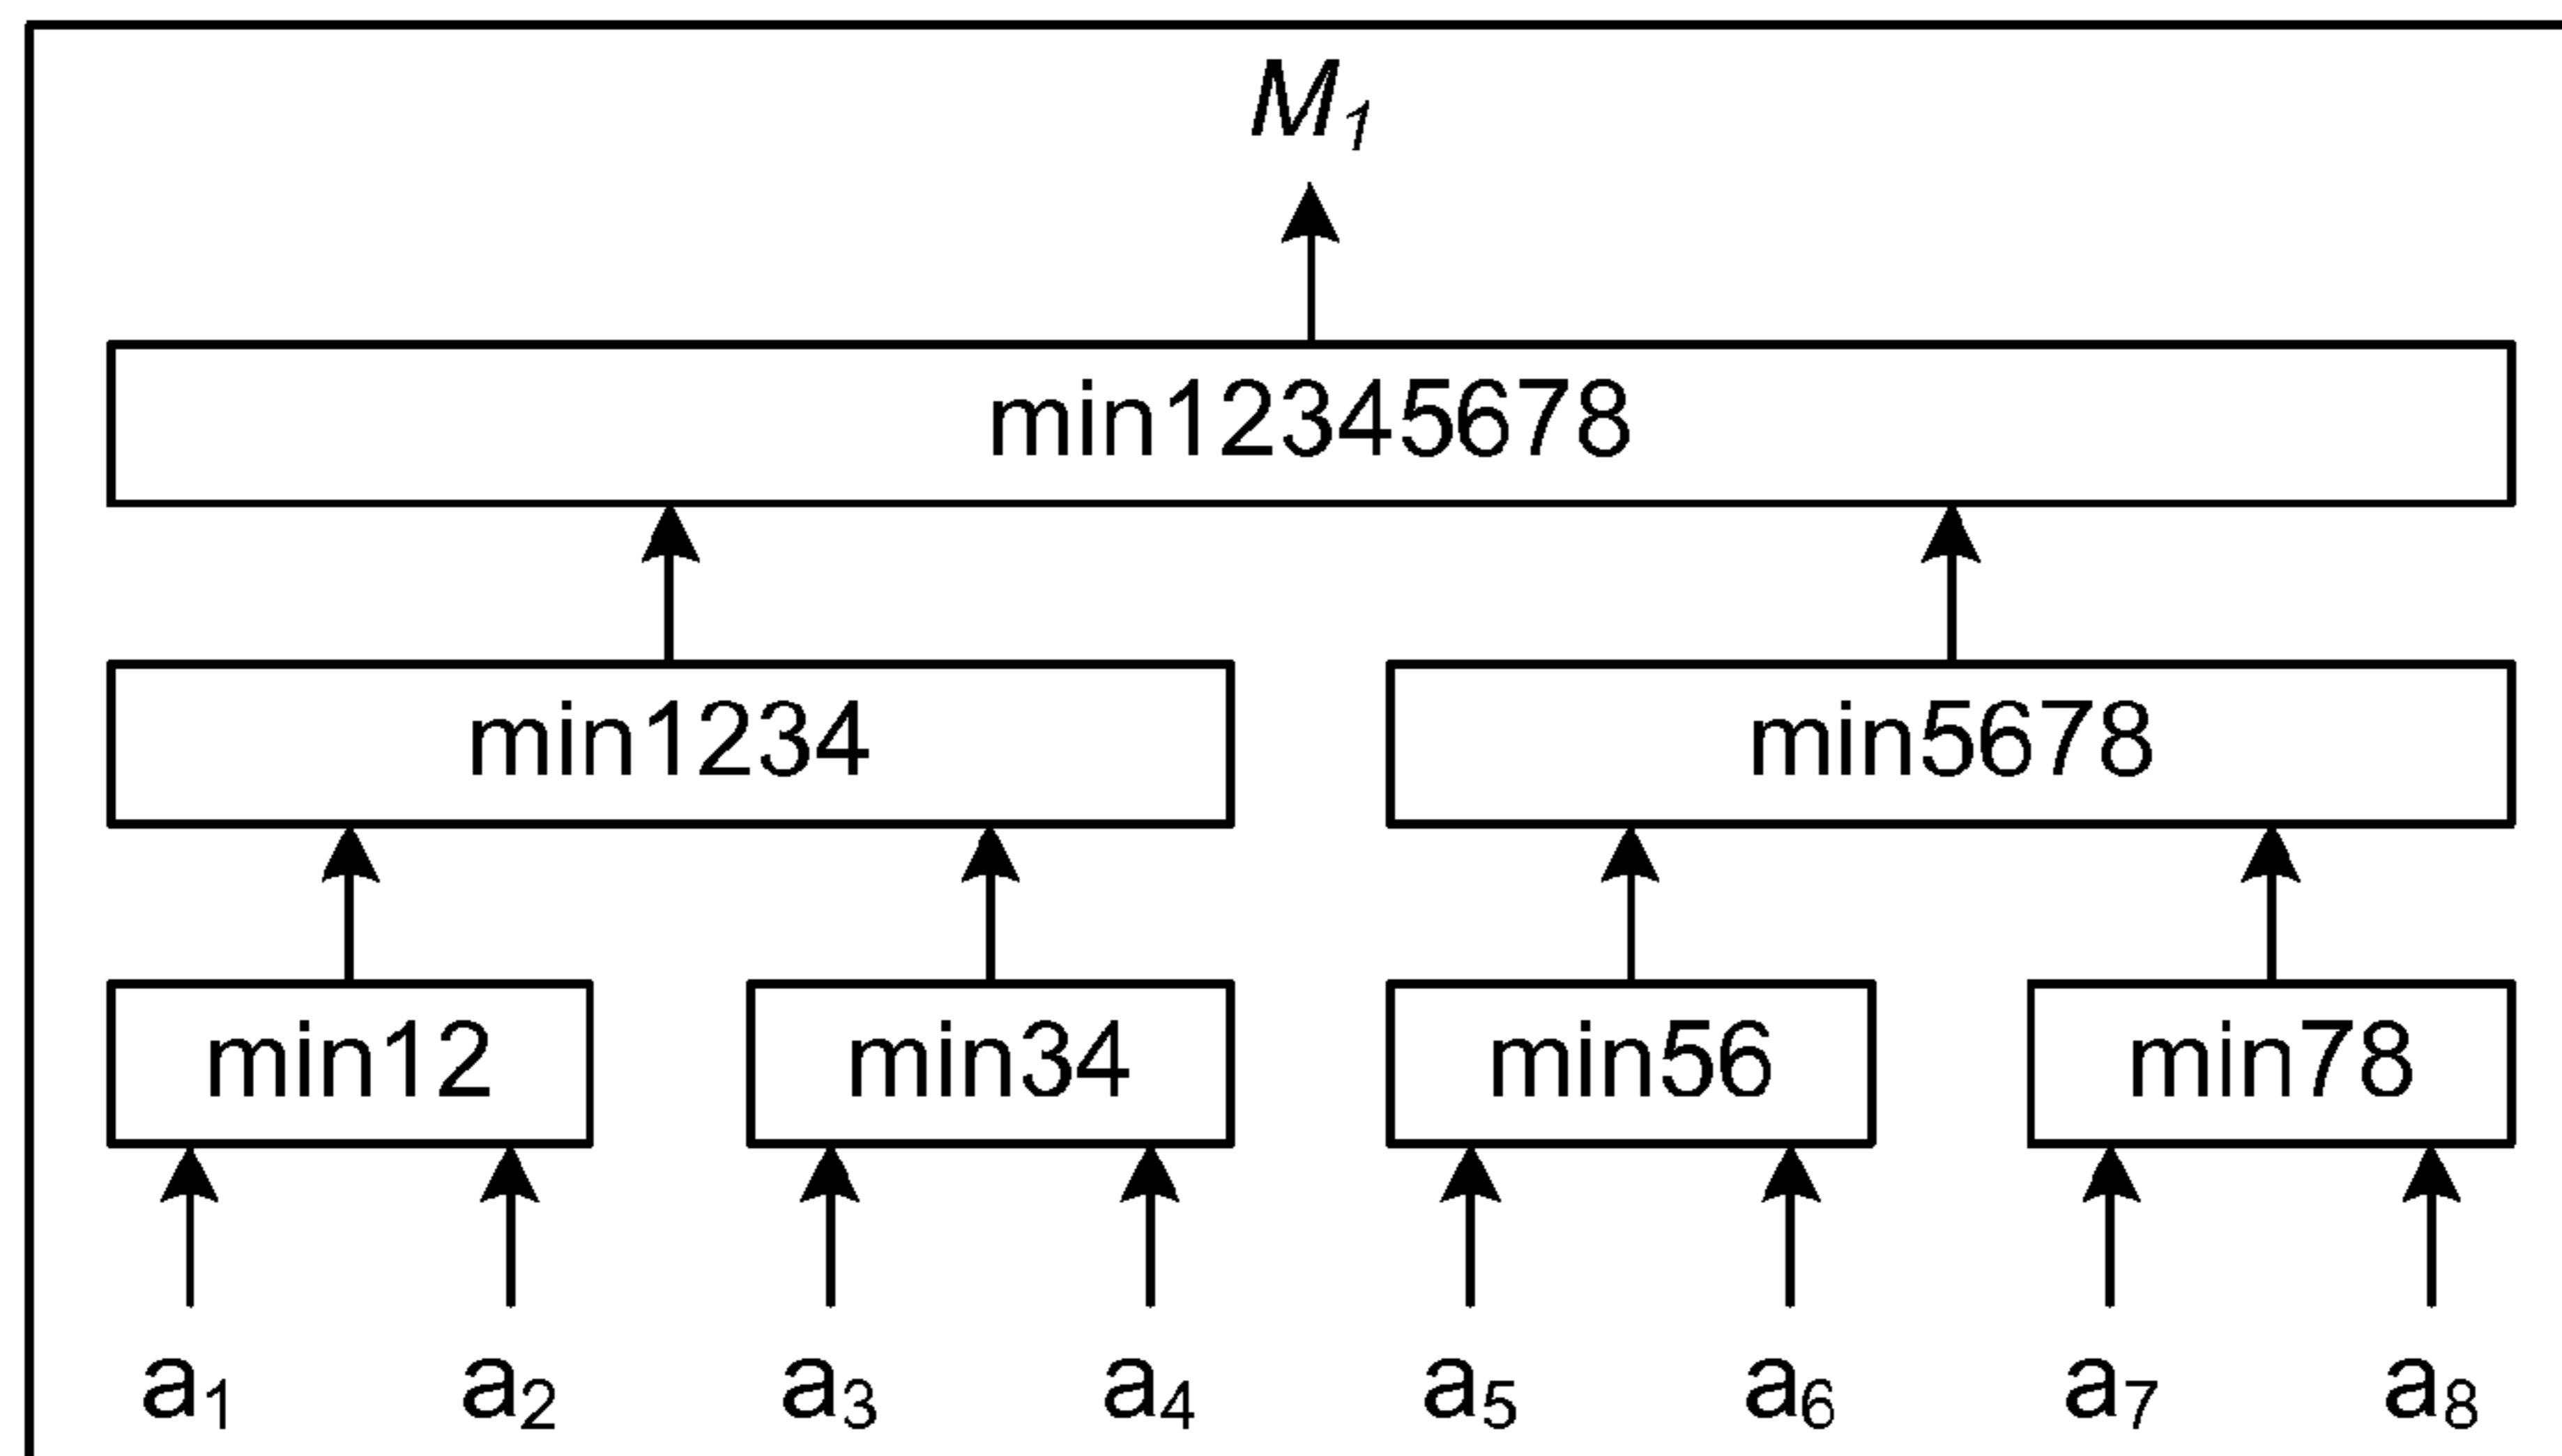 M₁
min12345678
min1234 min5678
min12 min34 min56 min78
a₁ a₂ a₃ a₄ a₅ a₆ a₇ a₈